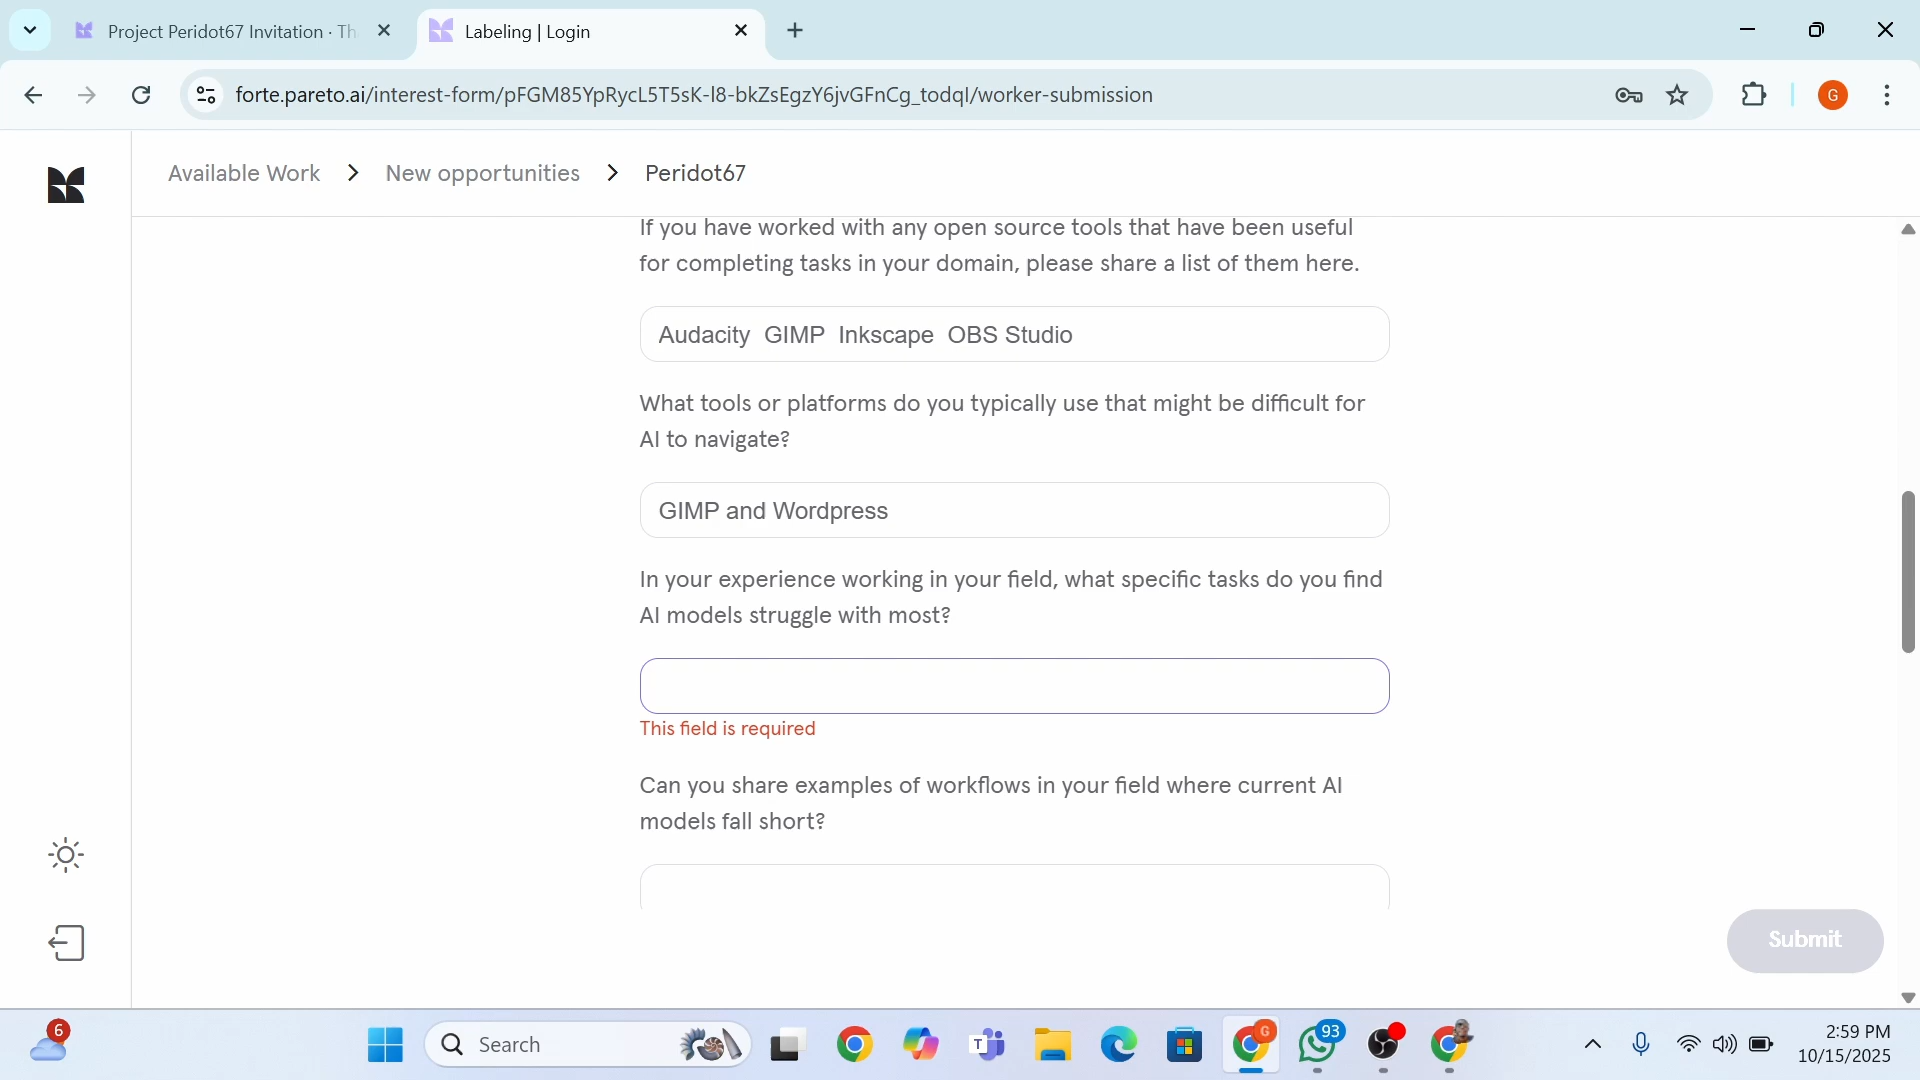 Project Peridot67 Invitation · Th
Labeling | Login
forte.pareto.ai/interest-form/pFGM85YpRycL5T5sK-I8-bkZsEgzY6jvGFnCg_todqI/worker-submission
G
Available Work
New opportunities
Peridot67
If you have worked with any open source tools that have been useful
for completing tasks in your domain, please share a list of them here.
Audacity GIMP Inkscape OBS Studio
What tools or platforms do you typically use that might be difficult for
AI to navigate?
GIMP and Wordpress
In your experience working in your field, what specific tasks do you find
AI models struggle with most?
This field is required
Can you share examples of workflows in your field where current AI
models fall short?
Submit
6
Search
T
G
93
2:59 PM
10/15/2025